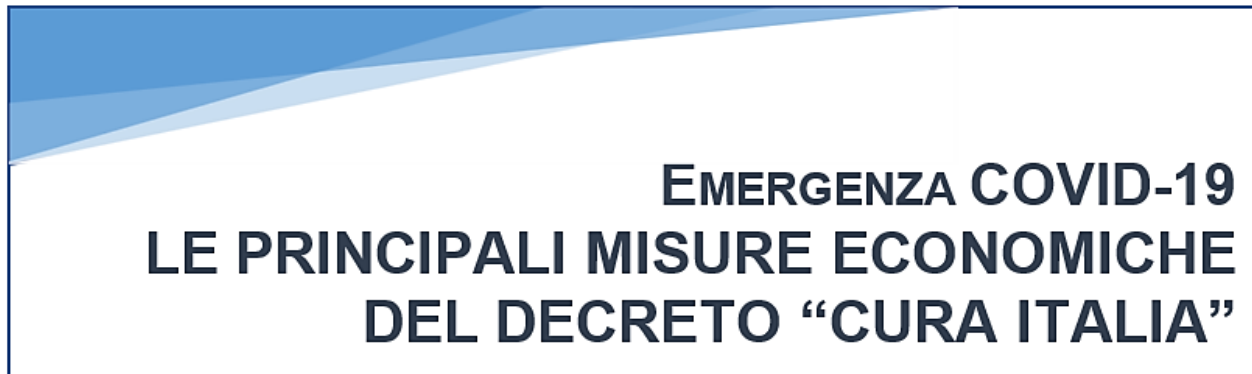 EMERGENZA COVID-19
LE PRINCIPALI MISURE ECONOMICHE
DEL DECRETO “CURA ITALIA”